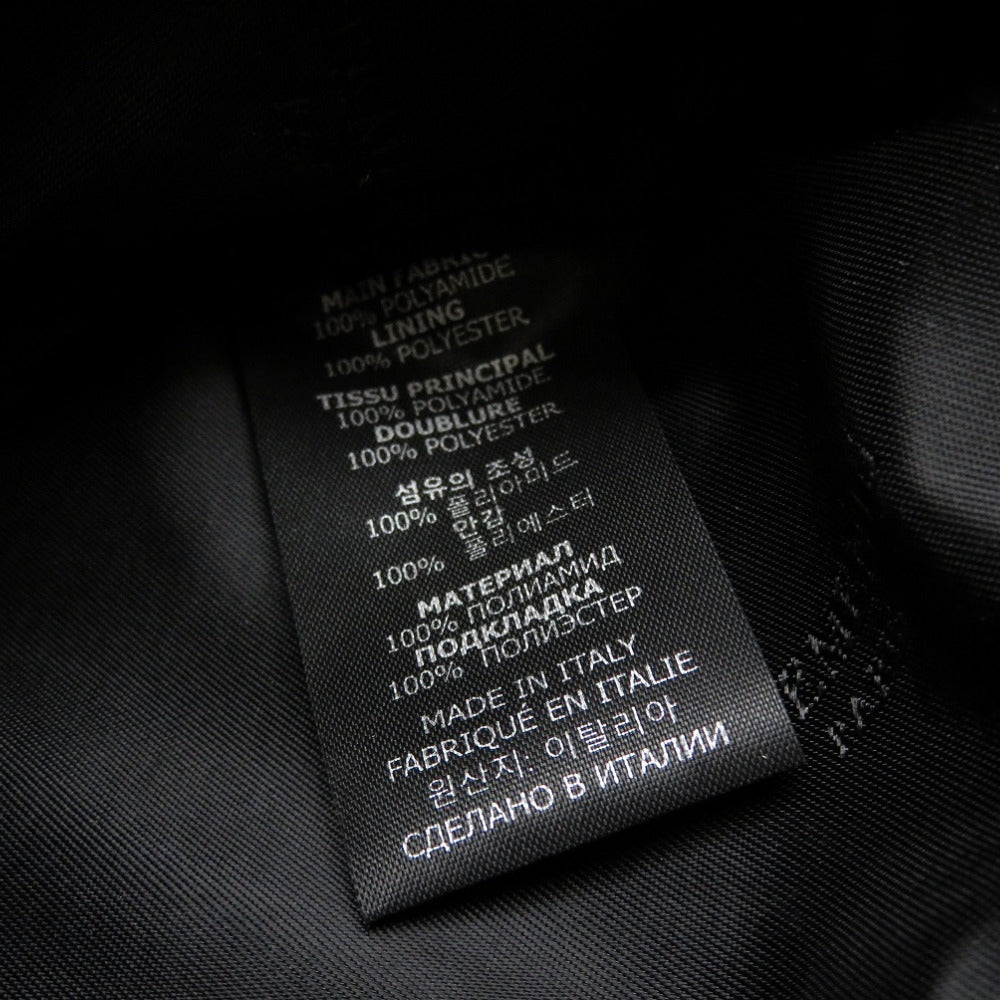 MAIN FABRIC
100% POLYAMIDE
LINING
100% POLYESTER
TISSU PRINCIPAL
100% POLYAMIDE
DOUBLURE
100% POLYESTER
섬유의 조성
100% 폴리아미드
안감
100% 폴리에스터
МАТЕРИАЛ
100% ПОЛИАМИД
ПОДКЛАДКА
100% ПОЛИЭСТЕР
MADE IN ITALY
FABRIQUÉ EN ITALIE
원산지: 이탈리아
СДЕЛАНО В ИТАЛИИ